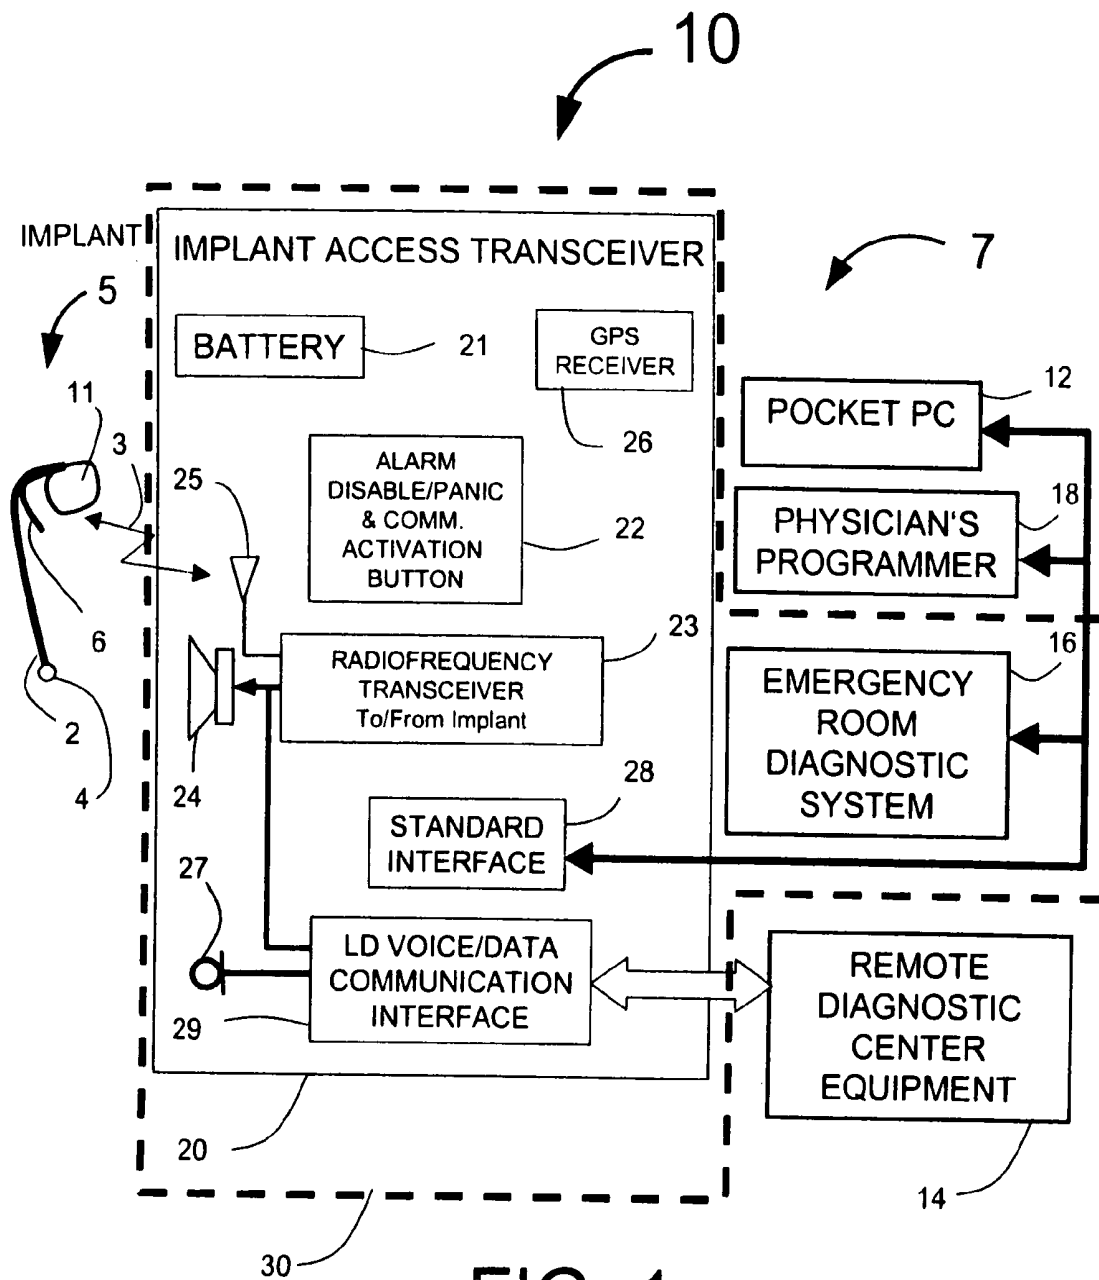 10
IMPLANT
IMPLANT ACCESS TRANSCEIVER
7
5
BATTERY
21
GPS
RECEIVER
26
11
3
25
ALARM
DISABLE/PANIC
& COMM.
ACTIVATION
BUTTON
22
POCKET PC
12
PHYSICIAN'S
PROGRAMMER
18
6
2
4
24
RADIOFREQUENCY
TRANSCEIVER
To/From Implant
23
EMERGENCY
ROOM
DIAGNOSTIC
SYSTEM
16
STANDARD
INTERFACE
28
27
LD VOICE/DATA
COMMUNICATION
INTERFACE
29
REMOTE
DIAGNOSTIC
CENTER
EQUIPMENT
20
14
30
FIG. 1